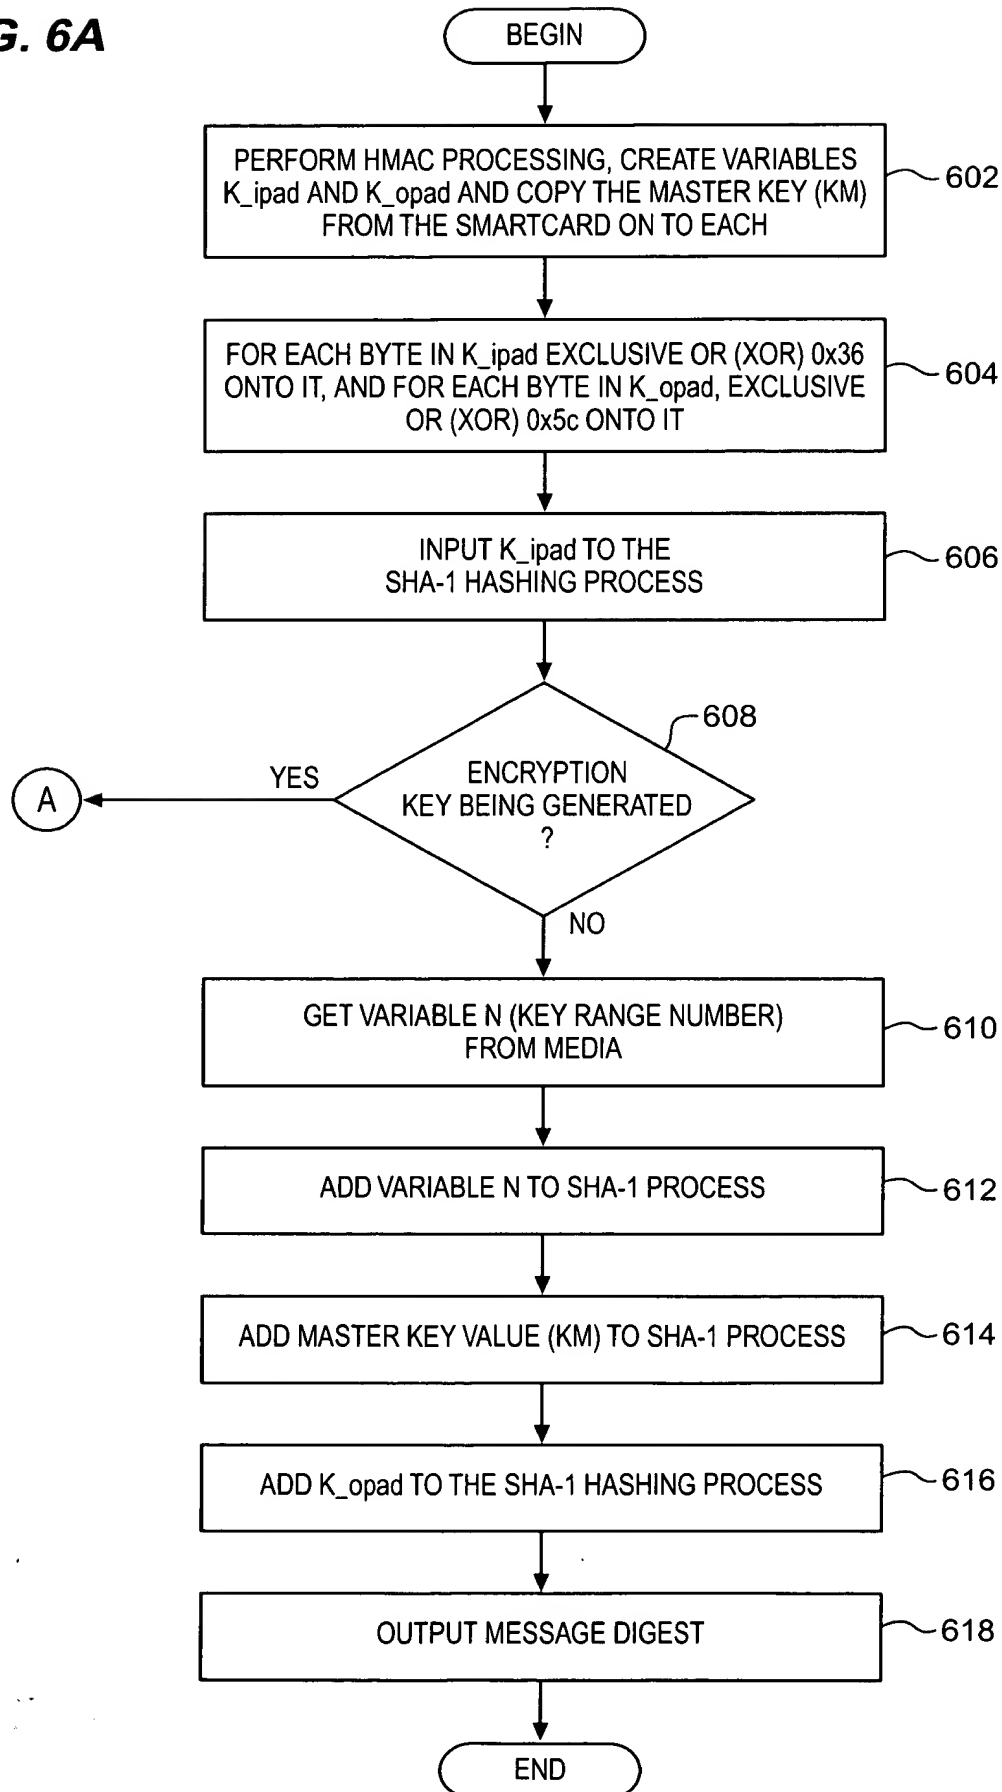 G. 6A
BEGIN
PERFORM HMAC PROCESSING, CREATE VARIABLES
K_ipad AND K_opad AND COPY THE MASTER KEY (KM)
FROM THE SMARTCARD ON TO EACH
602
FOR EACH BYTE IN K_ipad EXCLUSIVE OR (XOR) 0x36
ONTO IT, AND FOR EACH BYTE IN K_opad, EXCLUSIVE
OR (XOR) 0x5c ONTO IT
604
INPUT K_ipad TO THE
SHA-1 HASHING PROCESS
606
608
ENCRYPTION
KEY BEING GENERATED
?
YES
A
NO
GET VARIABLE N (KEY RANGE NUMBER)
FROM MEDIA
610
ADD VARIABLE N TO SHA-1 PROCESS
612
ADD MASTER KEY VALUE (KM) TO SHA-1 PROCESS
614
ADD K_opad TO THE SHA-1 HASHING PROCESS
616
OUTPUT MESSAGE DIGEST
618
END